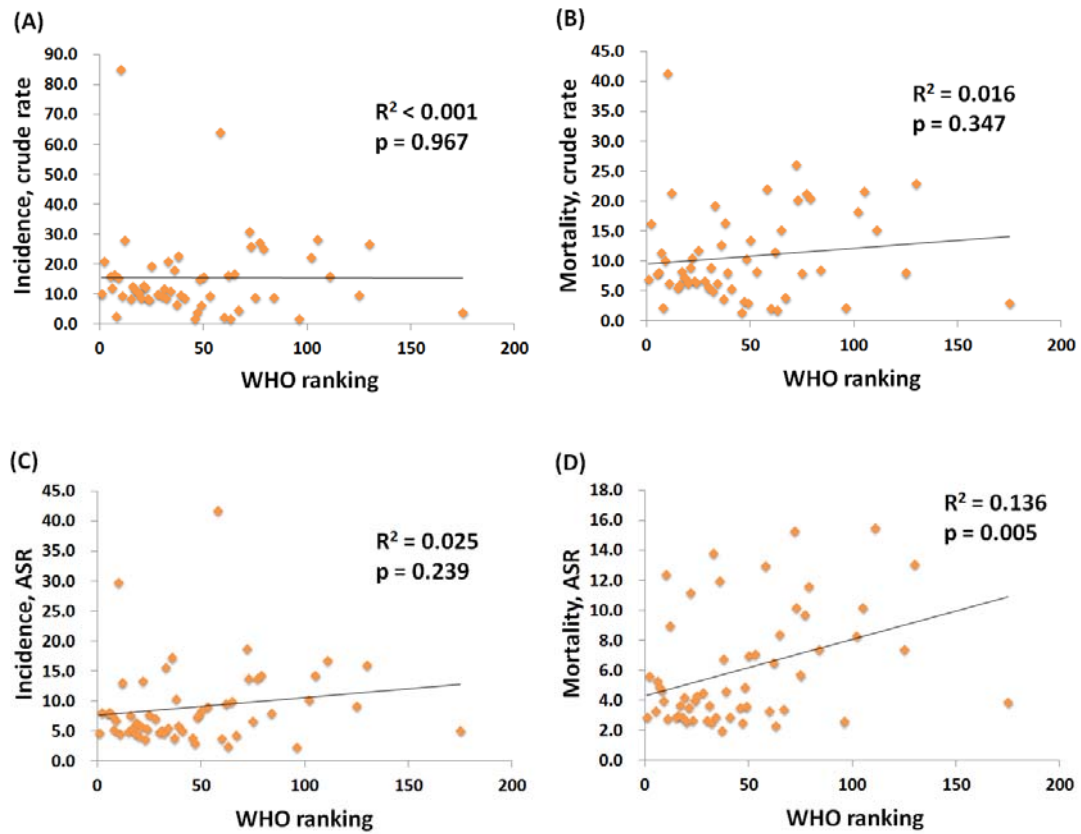 (A)
90.0
80.0
70.0
60.0
50.0
40.0
30.0
20.0
10.0
0.0
Incidence, crude rate
R² < 0.001
p = 0.967
0 50 100 150 200
WHO ranking
(B)
45.0
40.0
35.0
30.0
25.0
20.0
15.0
10.0
5.0
0.0
Mortality, crude rate
R² = 0.016
p = 0.347
0 50 100 150 200
WHO ranking
(C)
45.0
40.0
35.0
30.0
25.0
20.0
15.0
10.0
5.0
0.0
Incidence, ASR
R² = 0.025
p = 0.239
0 50 100 150 200
WHO ranking
(D)
18.0
16.0
14.0
12.0
10.0
8.0
6.0
4.0
2.0
0.0
Mortality, ASR
R² = 0.136
p = 0.005
0 50 100 150 200
WHO ranking